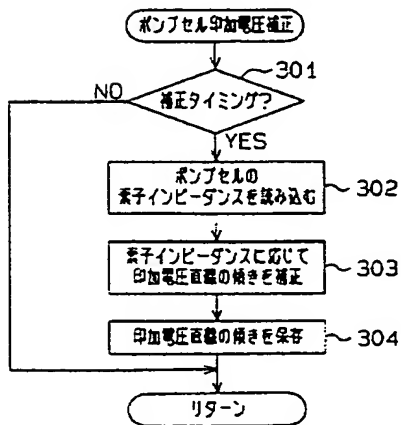 ポンプセル印加電圧補正
301
補正タイミング?
NO
YES
ポンプセルの
素子インピーダンスを読み込む
302
素子インピーダンスに応じて
印加電圧直線の傾きを補正
303
印加電圧直線の傾きを保存
304
リターン